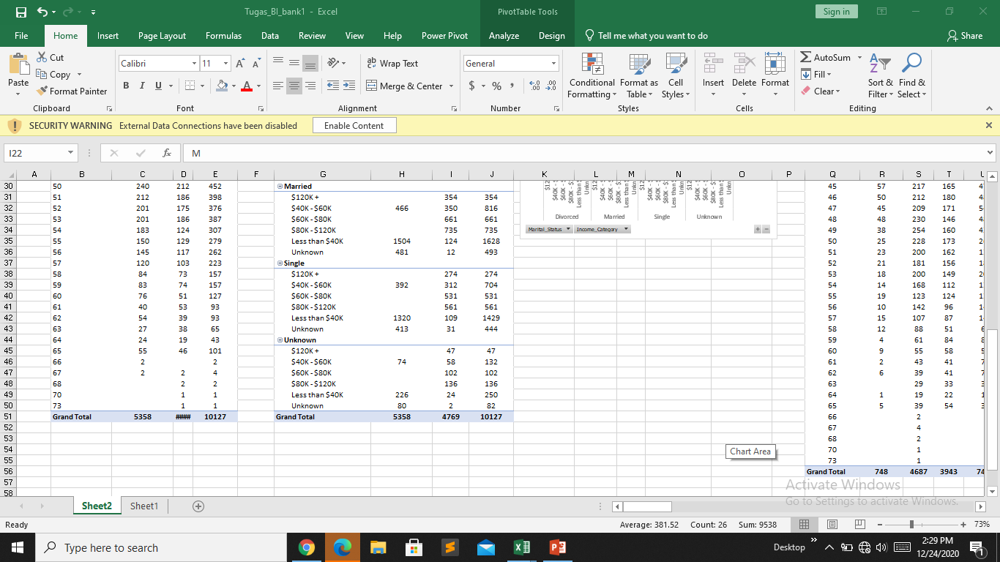 Tugas_BI_bank1 - Excel
PivotTable Tools
Sign in
File Home Insert Page Layout Formulas Data Review View Help Power Pivot Analyze Design Tell me what you want to do Share
Paste
Cut
Copy
Format Painter
Clipboard
Calibri 11
B I U
Font
Wrap Text
Merge & Center
Alignment
General
$ % ,
Number
Conditional Formatting
Format as Table
Cell Styles
Styles
Insert Delete Format
Cells
AutoSum
Fill
Clear
Sort & Filter
Find & Select
Editing
SECURITY WARNING External Data Connections have been disabled Enable Content
I22 fx M
A B C D E F G H I J K L M N O P Q R S T
30 50 240 212 452 Married 45 57 217 165
31 51 212 186 398 $120K + 354 354 46 50 212 180
32 52 201 175 376 $40K - $60K 466 350 816 47 45 209 171
33 53 201 186 387 $60K - $80K 661 661 Divorced Married Single Unknown 48 48 230 146
34 54 183 124 307 $80K - $120K 735 735 Marital_Status Income_Category 49 38 254 160
35 55 150 129 279 Less than $40K 1504 124 1628 50 25 228 173
36 56 145 117 262 Unknown 481 12 493 51 23 200 162
37 57 120 103 223 Single 52 21 181 156
38 58 84 73 157 $120K + 274 274 53 18 200 149
39 59 83 74 157 $40K - $60K 392 312 704 54 14 168 112
40 60 76 51 127 $60K - $80K 531 531 55 19 123 124
41 61 40 53 93 $80K - $120K 561 561 56 10 142 96
42 62 54 39 93 Less than $40K 1320 109 1429 57 15 107 87
43 63 27 38 65 Unknown 413 31 444 58 12 88 51
44 64 24 19 43 Unknown 59 4 61 84
45 65 55 46 101 $120K + 47 47 60 9 55 58
46 66 2 2 $40K - $60K 74 58 132 61 2 43 41
47 67 2 2 4 $60K - $80K 102 102 62 6 39 41
48 68 2 2 $80K - $120K 136 136 63 29 33
49 70 1 1 Less than $40K 226 24 250 64 1 19 22
50 73 1 1 Unknown 80 2 82 65 5 39 54
51 Grand Total 5358 #### 10127 Grand Total 5358 4769 10127 66 2
52 67 4
53 68 2
54 Chart Area 70 1
55 73 1
56 Grand Total 748 4687 3943
57
58
Activate Windows
Go to Settings to activate Windows.
Sheet2 Sheet1
Ready Average: 381.52 Count: 26 Sum: 9538 73%
Type here to search
Desktop
2:29 PM
12/24/2020
1